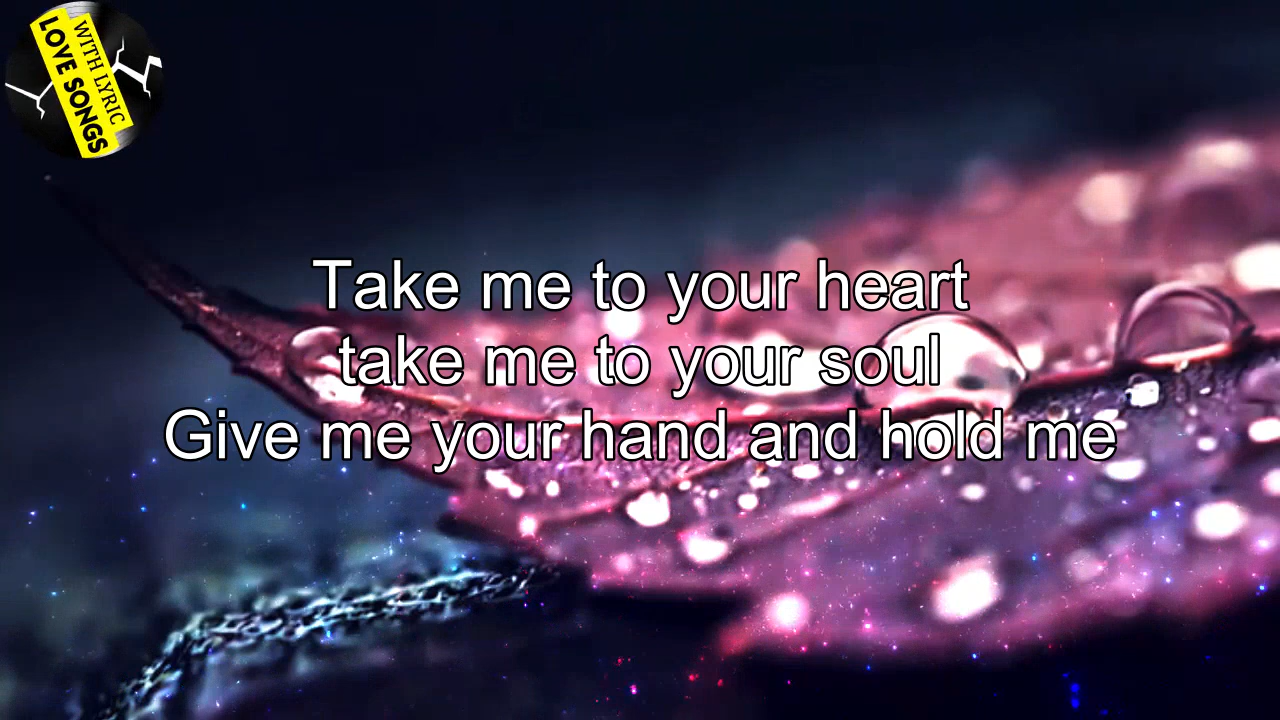 WITH LYRIC
LOVE SONGS
Take me to your heart
take me to your soul
Give me your hand and hold me